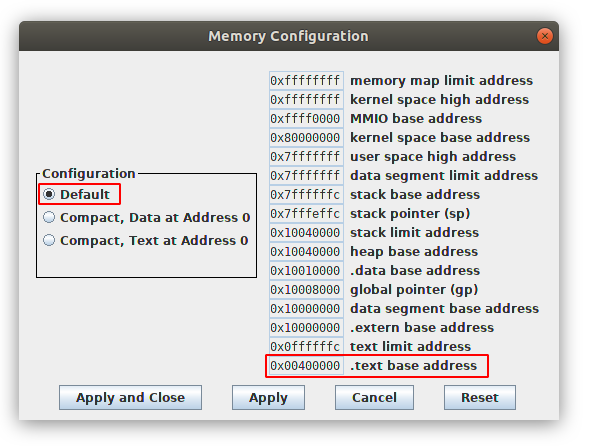 Memory Configuration
Configuration
Default
Compact, Data at Address 0
Compact, Text at Address 0
0xffffffff memory map limit address
0xffffffff kernel space high address
0xffff0000 MMIO base address
0x80000000 kernel space base address
0x7fffffff user space high address
0x7fffffff data segment limit address
0x7ffffffc stack base address
0x7fffeffc stack pointer (sp)
0x10040000 stack limit address
0x10040000 heap base address
0x10010000 .data base address
0x10008000 global pointer (gp)
0x10000000 data segment base address
0x10000000 .extern base address
0x0ffffffc text limit address
0x00400000 .text base address
Apply and Close Apply Cancel Reset